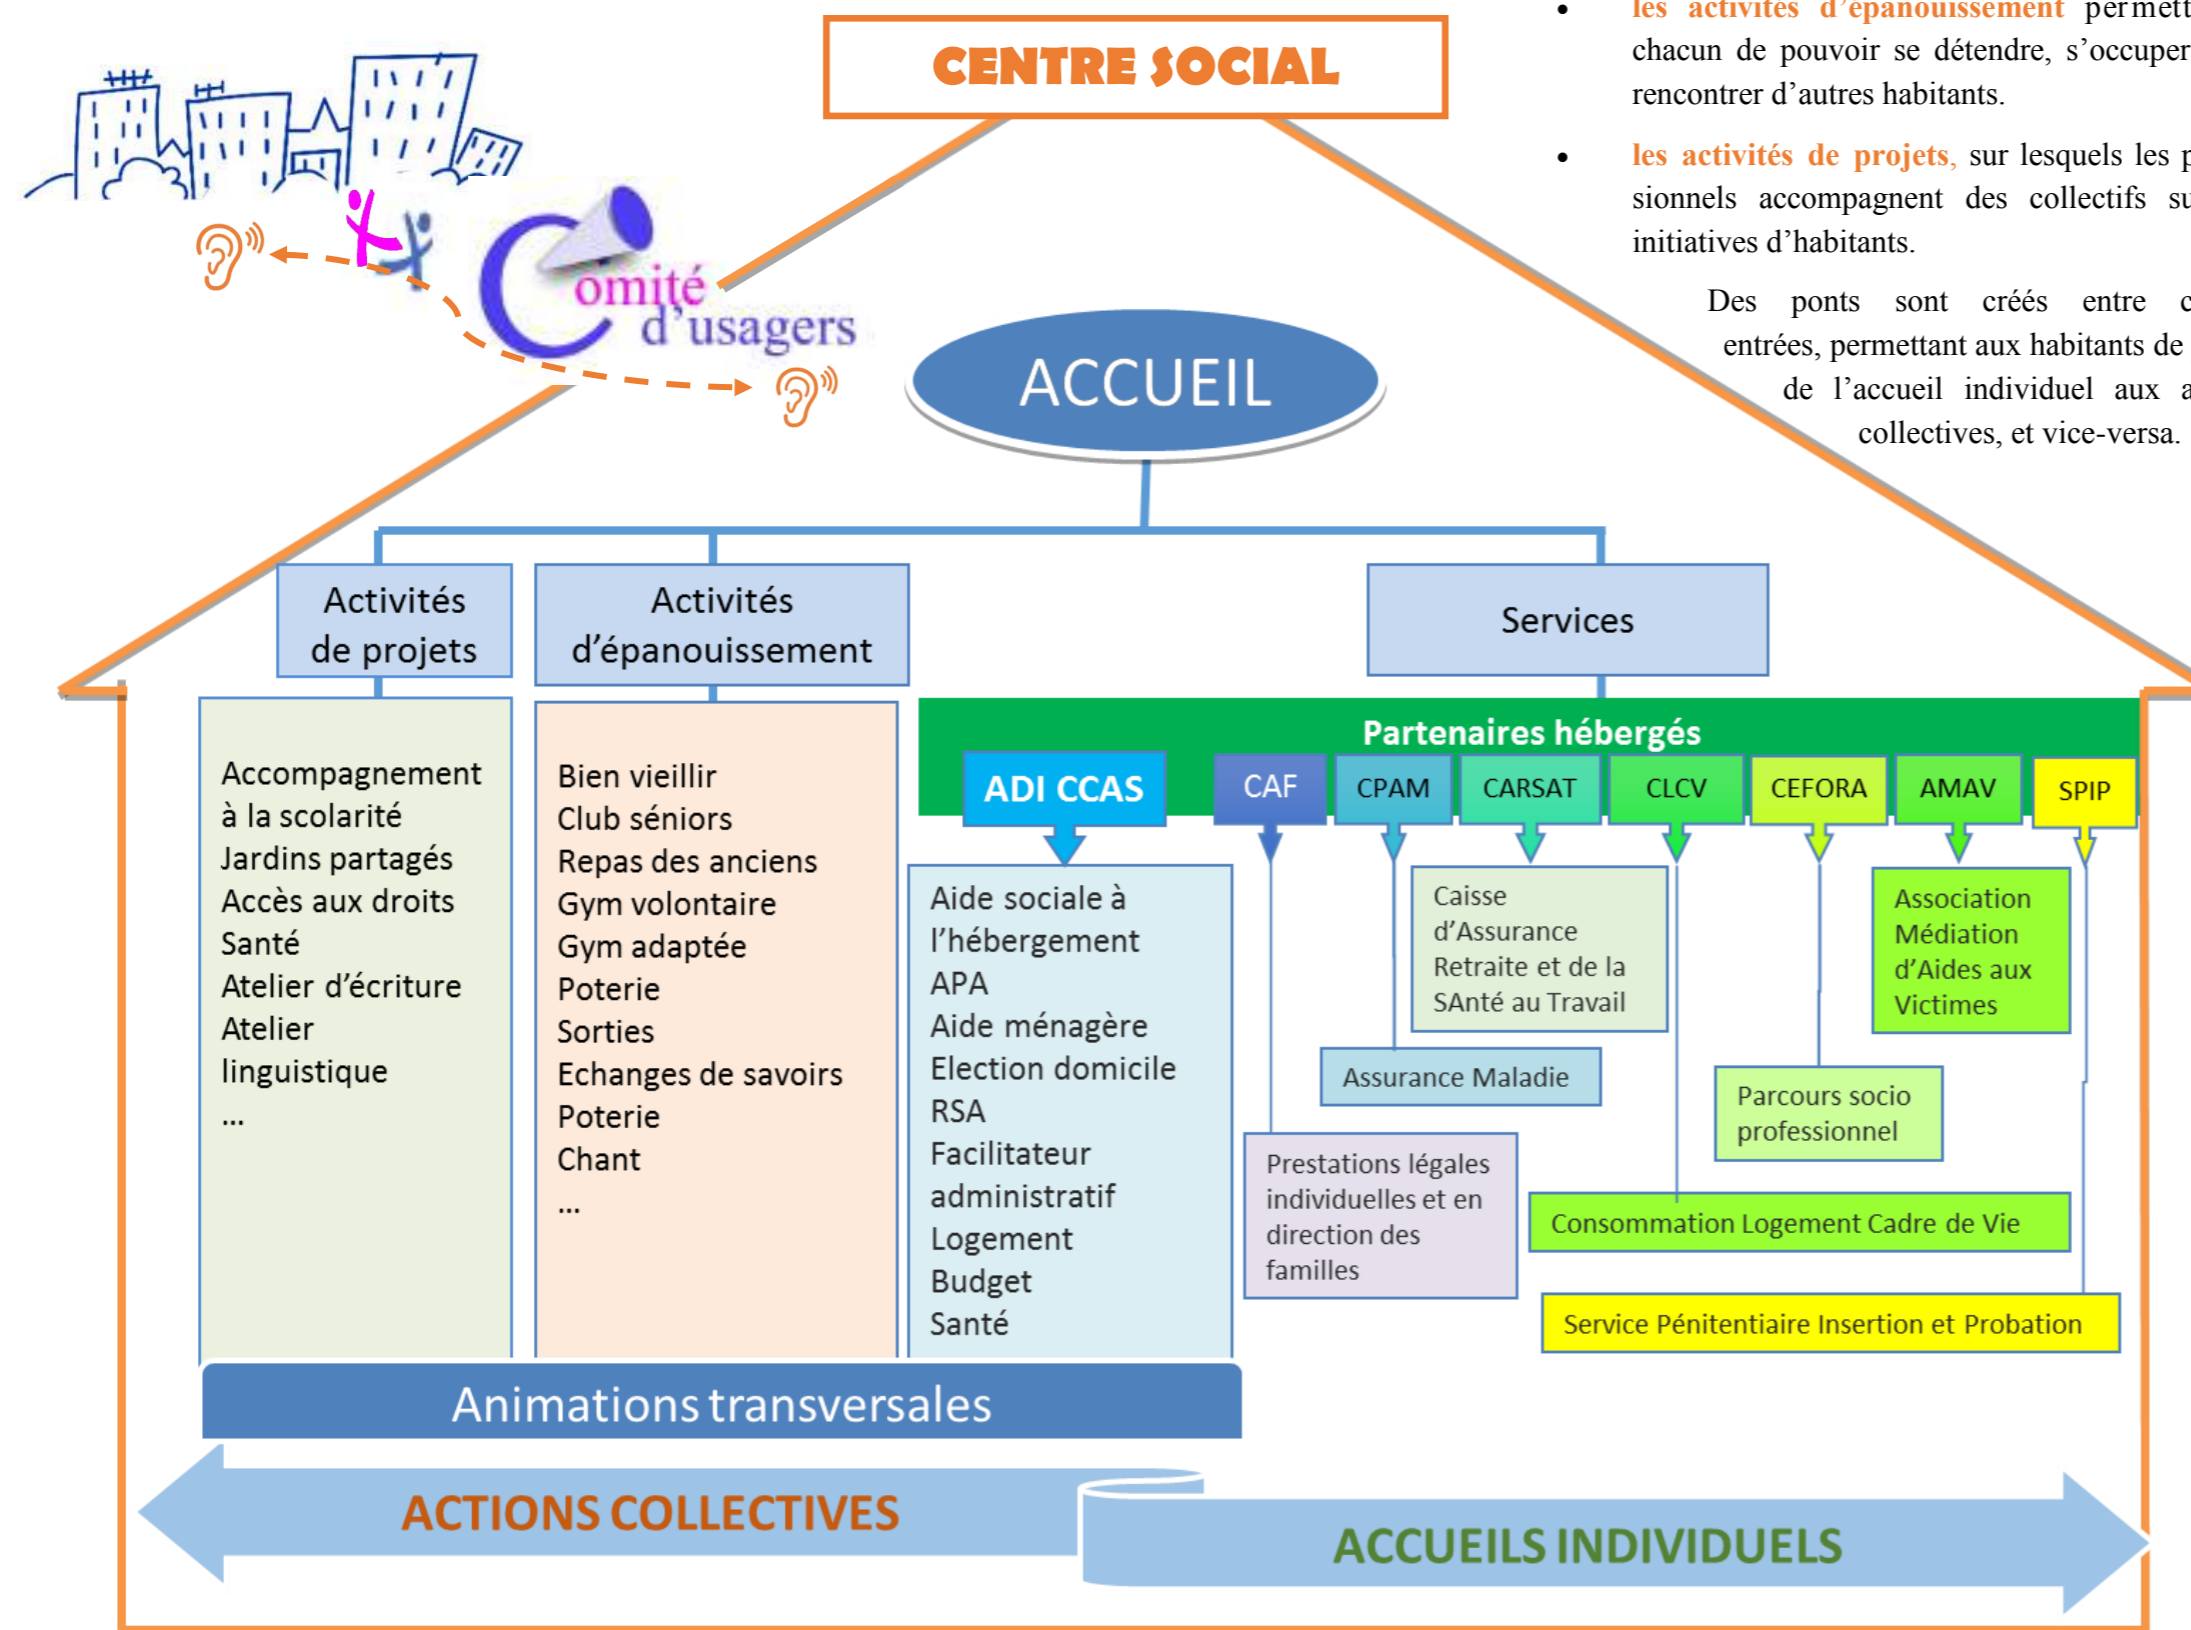 CENTRE SOCIAL
• les activités d'épanouissement
chacun de pouvoir se détendre, s'occuper
rencontrer d'autres habitants.
• les activités de projets, sur lesquels les
sionnels accompagnent des collectifs
initiatives d'habitants.
Des ponts sont créés entre
entrées, permettant aux habitants de
de l'accueil individuel aux
collectives, et vice-versa.
Comité
d'usagers
ACCUEIL
Activités
de projets
Accompagnement
à la scolarité
Jardins partagés
Accès aux droits
Santé
Atelier d'écriture
Atelier
linguistique
...
Activités
d'épanouissement
Bien vieillir
Club séniors
Repas des anciens
Gym volontaire
Gym adaptée
Poterie
Sorties
Echanges de savoirs
Poterie
Chant
...
Services
Partenaires hébergés
ADI CCAS
CAF
CPAM
CARSAT
CLCV
CEFORA
AMAV
SPIP
Aide sociale à
l'hébergement
APA
Aide ménagère
Election domicile
RSA
Facilitateur
administratif
Logement
Budget
Santé
Prestations légales
individuelles et en
direction des
familles
Assurance Maladie
Caisse
d'Assurance
Retraite et de la
SAnté au Travail
Consommation Logement Cadre de Vie
Parcours socio
professionnel
Association
Médiation
d'Aides aux
Victimes
Service Pénitentiaire Insertion et Probation
Animations transversales
ACTIONS COLLECTIVES
ACCUEILS INDIVIDUELS